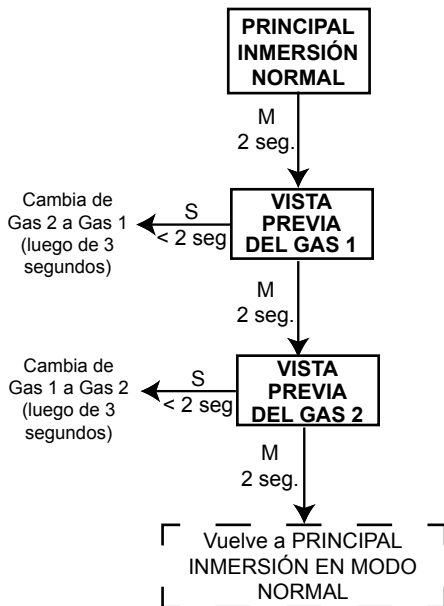 PRINCIPAL
INMERSIÓN
NORMAL
M
2 seg.
Cambia de
Gas 2 a Gas 1
(luego de 3
segundos)
S
< 2 seg
VISTA
PREVIA
DEL GAS 1
M
2 seg.
Cambia de
Gas 1 a Gas 2
(luego de 3
segundos)
S
< 2 seg
VISTA
PREVIA
DEL GAS 2
M
2 seg.
Vuelve a PRINCIPAL
INMERSIÓN EN MODO
NORMAL